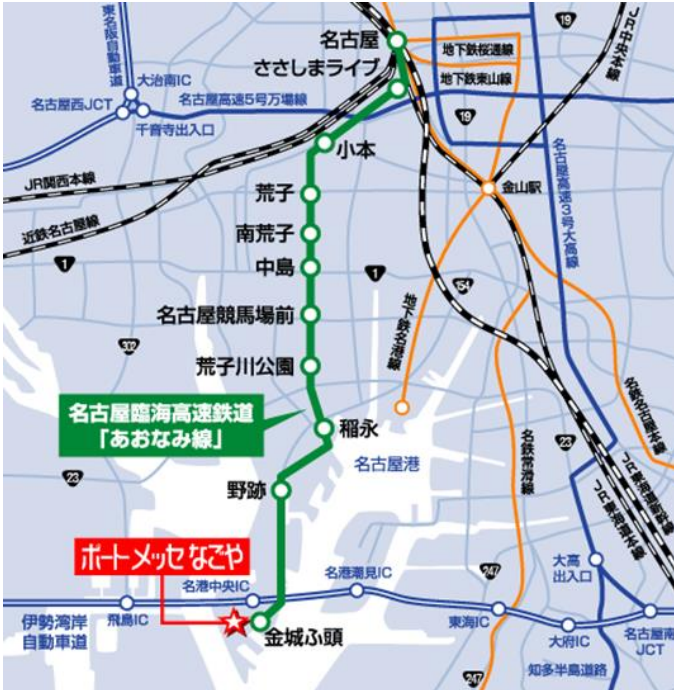 19
東名阪自動車道
名古屋
JR中央本線
地下鉄桜通線
ささしまライブ
大治南IC
地下鉄東山線
名古屋西JCT
名古屋高速5号万場線
千音寺出入口
19
小本
名古屋高速3号大高線
JR関西本線
荒子
金山駅
近鉄名古屋線
南荒子
1
中島
1
154
地下鉄名港線
名古屋競馬場前
302
荒子川公園
名古屋臨海高速鉄道
「あおなみ線」
稲永
名鉄名古屋本線
名鉄常滑線
23
23
名古屋港
野跡
JR東海道新幹線
JR東海道本線
ポートメッセなごや
247
大高
出入口
名港中央IC
名港潮見IC
伊勢湾岸
自動車道
飛島IC
金城ふ頭
東海IC
大府IC
名古屋南
JCT
知多半島道路
247